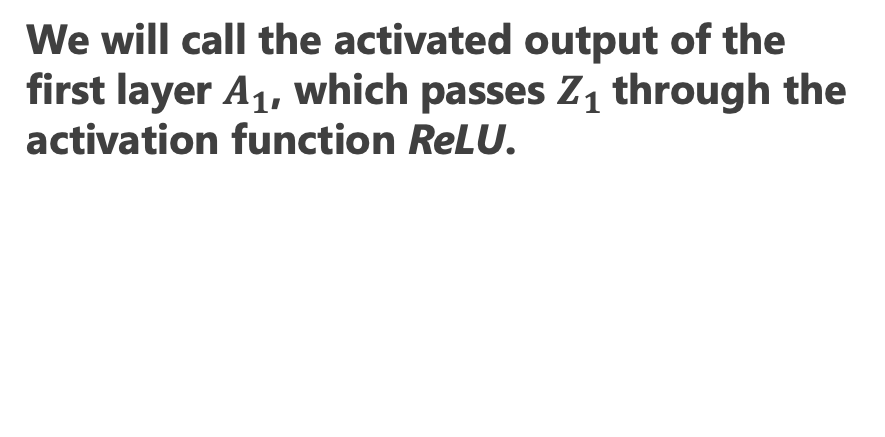 We will call the activated output of the
first layer A₁, which passes Z₁ through the
activation function ReLU.